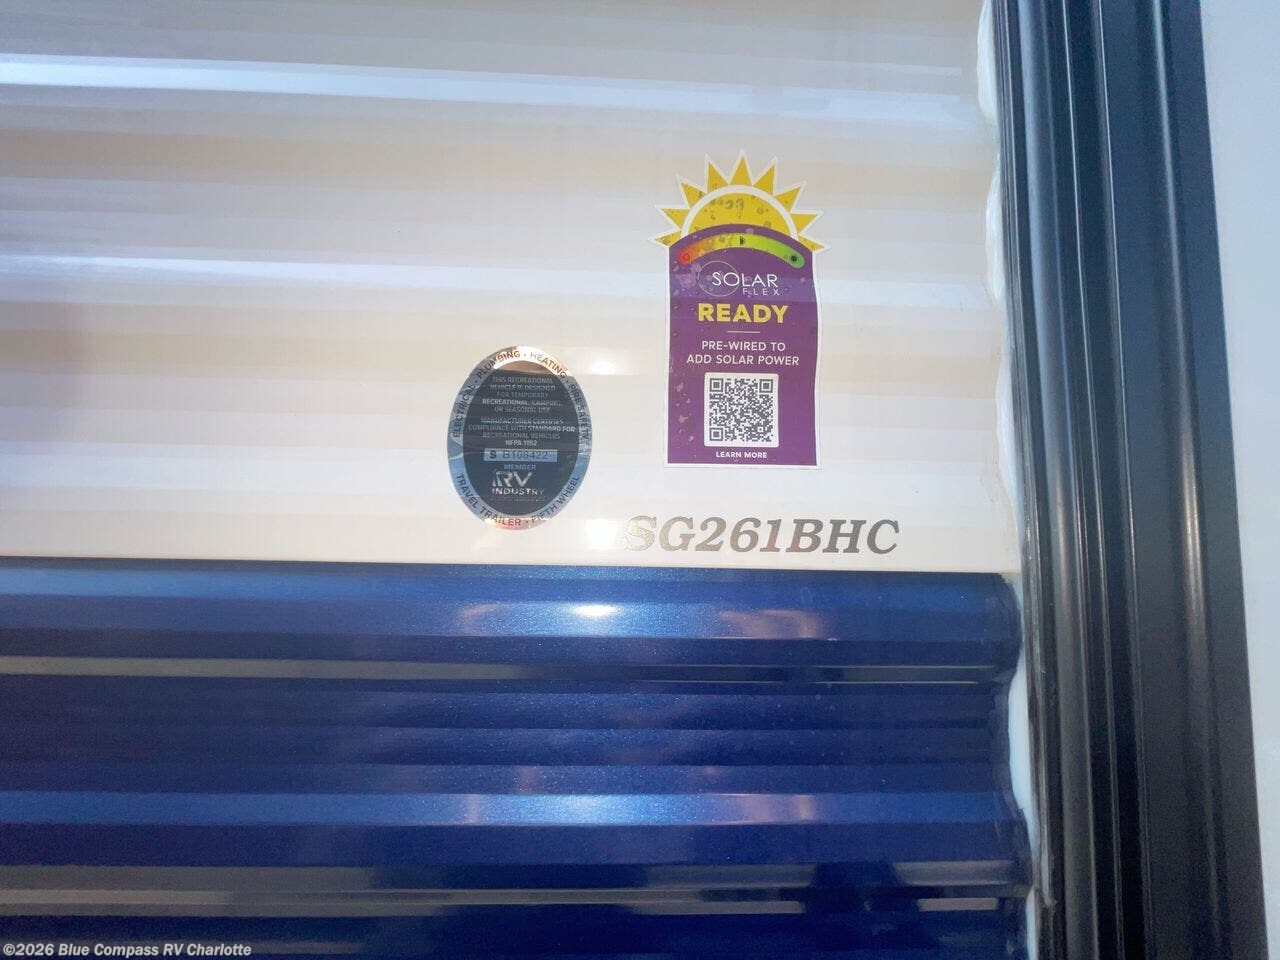 SOLAR
FLEX
READY
PRE-WIRED TO
ADD SOLAR POWER
LEARN MORE
ELECTRICAL • PLUMBING • HEATING • FIRE SAFETY
THIS RECREATIONAL
VEHICLE IS DESIGNED
FOR TEMPORARY
RECREATIONAL, CAMPING,
OR SEASONAL USE
MANUFACTURER CERTIFIES
COMPLIANCE WITH STANDARD FOR
RECREATIONAL VEHICLES
NFPA 1192
S B108422
MEMBER
RV
INDUSTRY
TRAVEL TRAILER • FIFTH WHEEL
SG261BHC
©2026 Blue Compass RV Charlotte